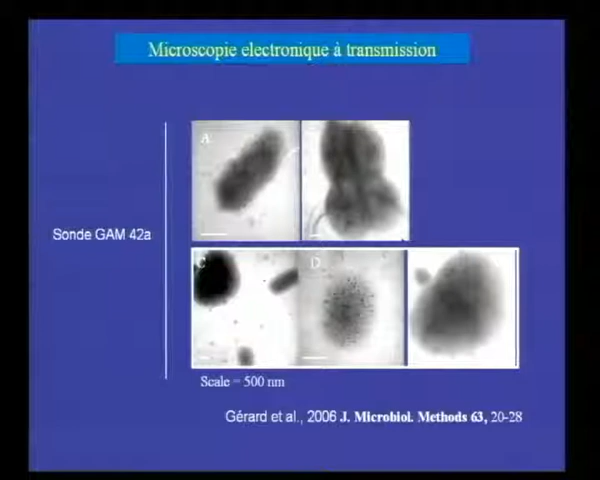 Microscopie electronique à transmission
A
Sonde GAM 42a
C
D
Scale = 500 nm
Gérard et al., 2006 J. Microbiol. Methods 63, 20-28